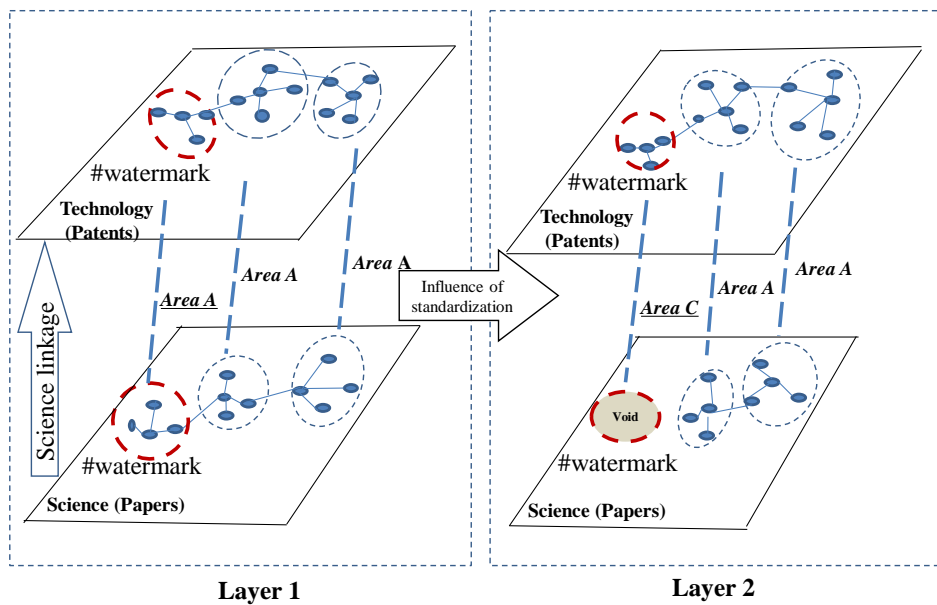 #watermark
Technology
(Patents)
Area A
Area A
Area A
Science linkage
#watermark
Science (Papers)
Layer 1
Influence of
standardization
#watermark
Technology
(Patents)
Area C
Area A
Area A
Void
#watermark
Science (Papers)
Layer 2